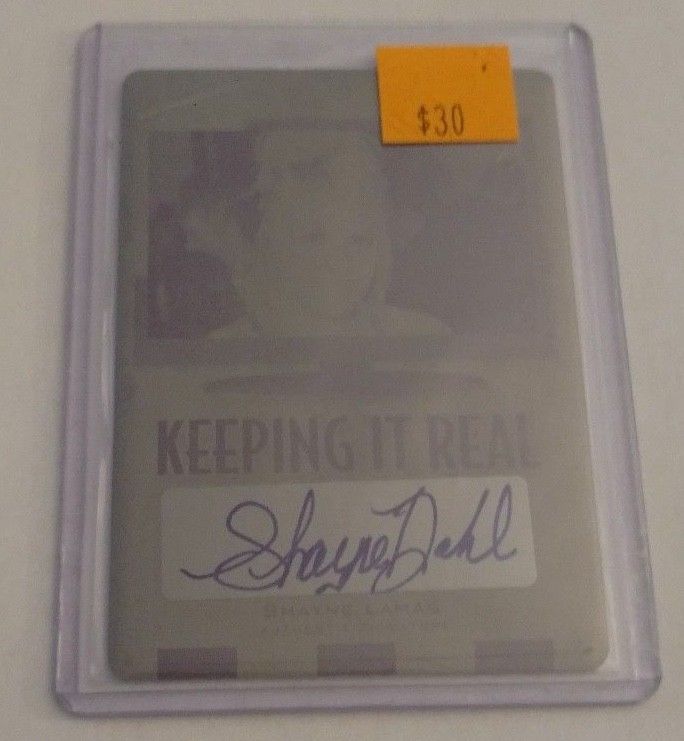 $30
KEEPING IT REAL
Shayne Dahl
SHAYNE LAMAS